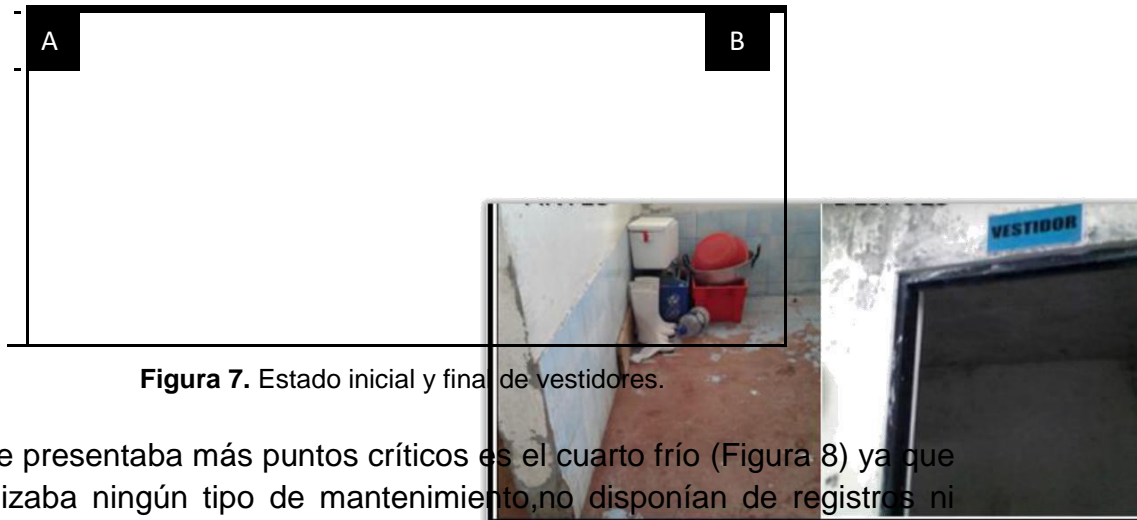 A
B
VESTIDOR
Figura 7. Estado inicial y final de vestidores.
e presentaba más puntos críticos es el cuarto frío (Figura 8) ya que
izaba ningún tipo de mantenimiento,no disponían de registros ni